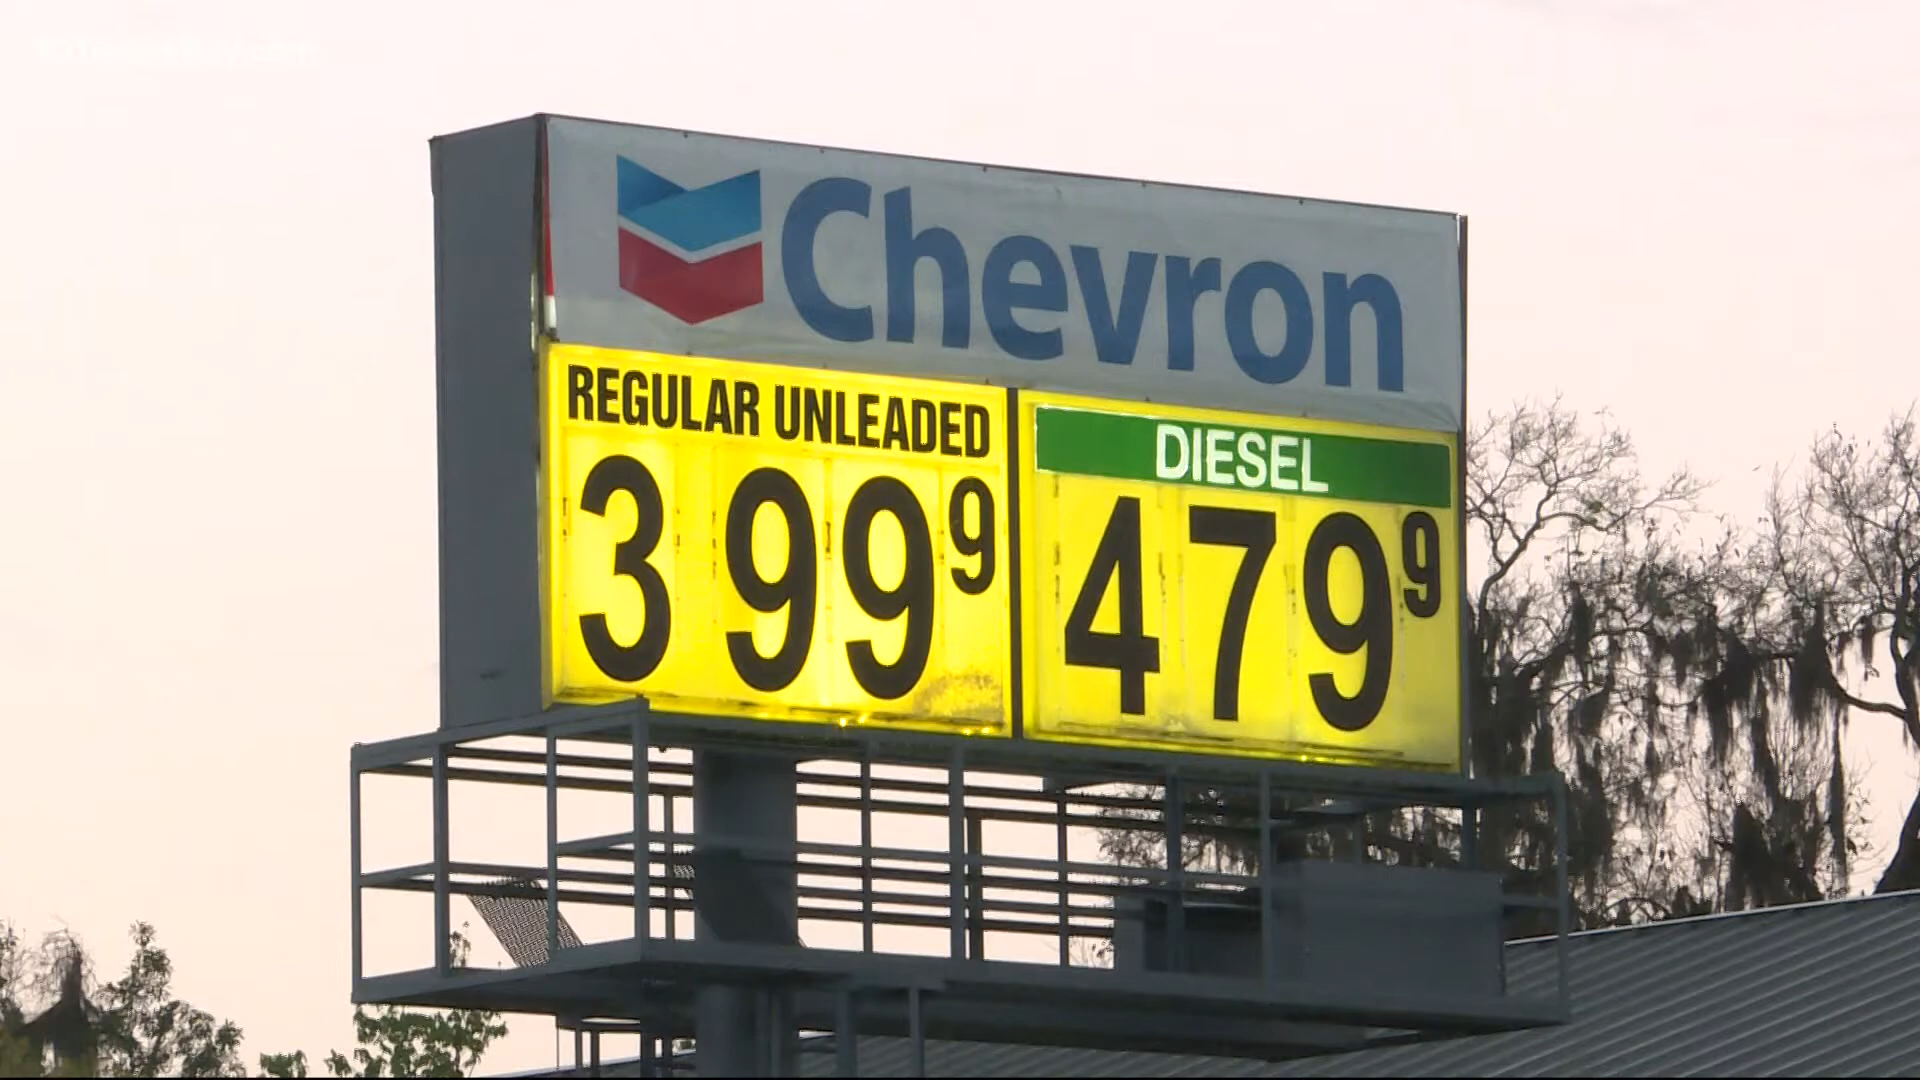 Chevron
REGULAR UNLEADED
3 99 9
DIESEL
4 79 9